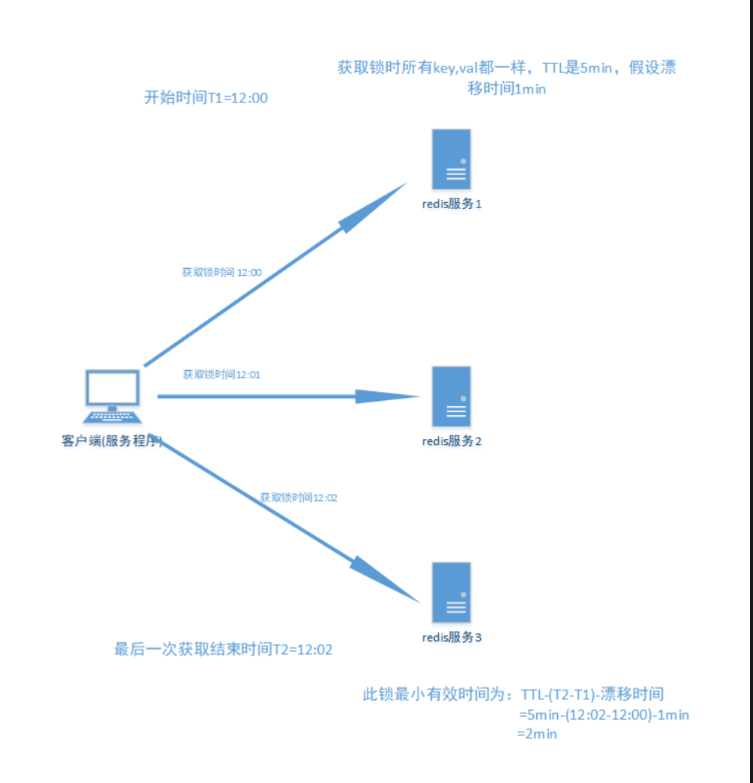 获取锁时所有key,val都一样，TTL是5min，假设漂
移时间1min
开始时间T1=12:00
redis服务1
获取锁时间 12:00
获取锁时间12:01
客户端(服务程序)
redis服务2
获取锁时间12:02
redis服务3
最后一次获取结束时间T2=12:02
此锁最小有效时间为：TTL-(T2-T1)-漂移时间
=5min-(12:02-12:00)-1min
=2min